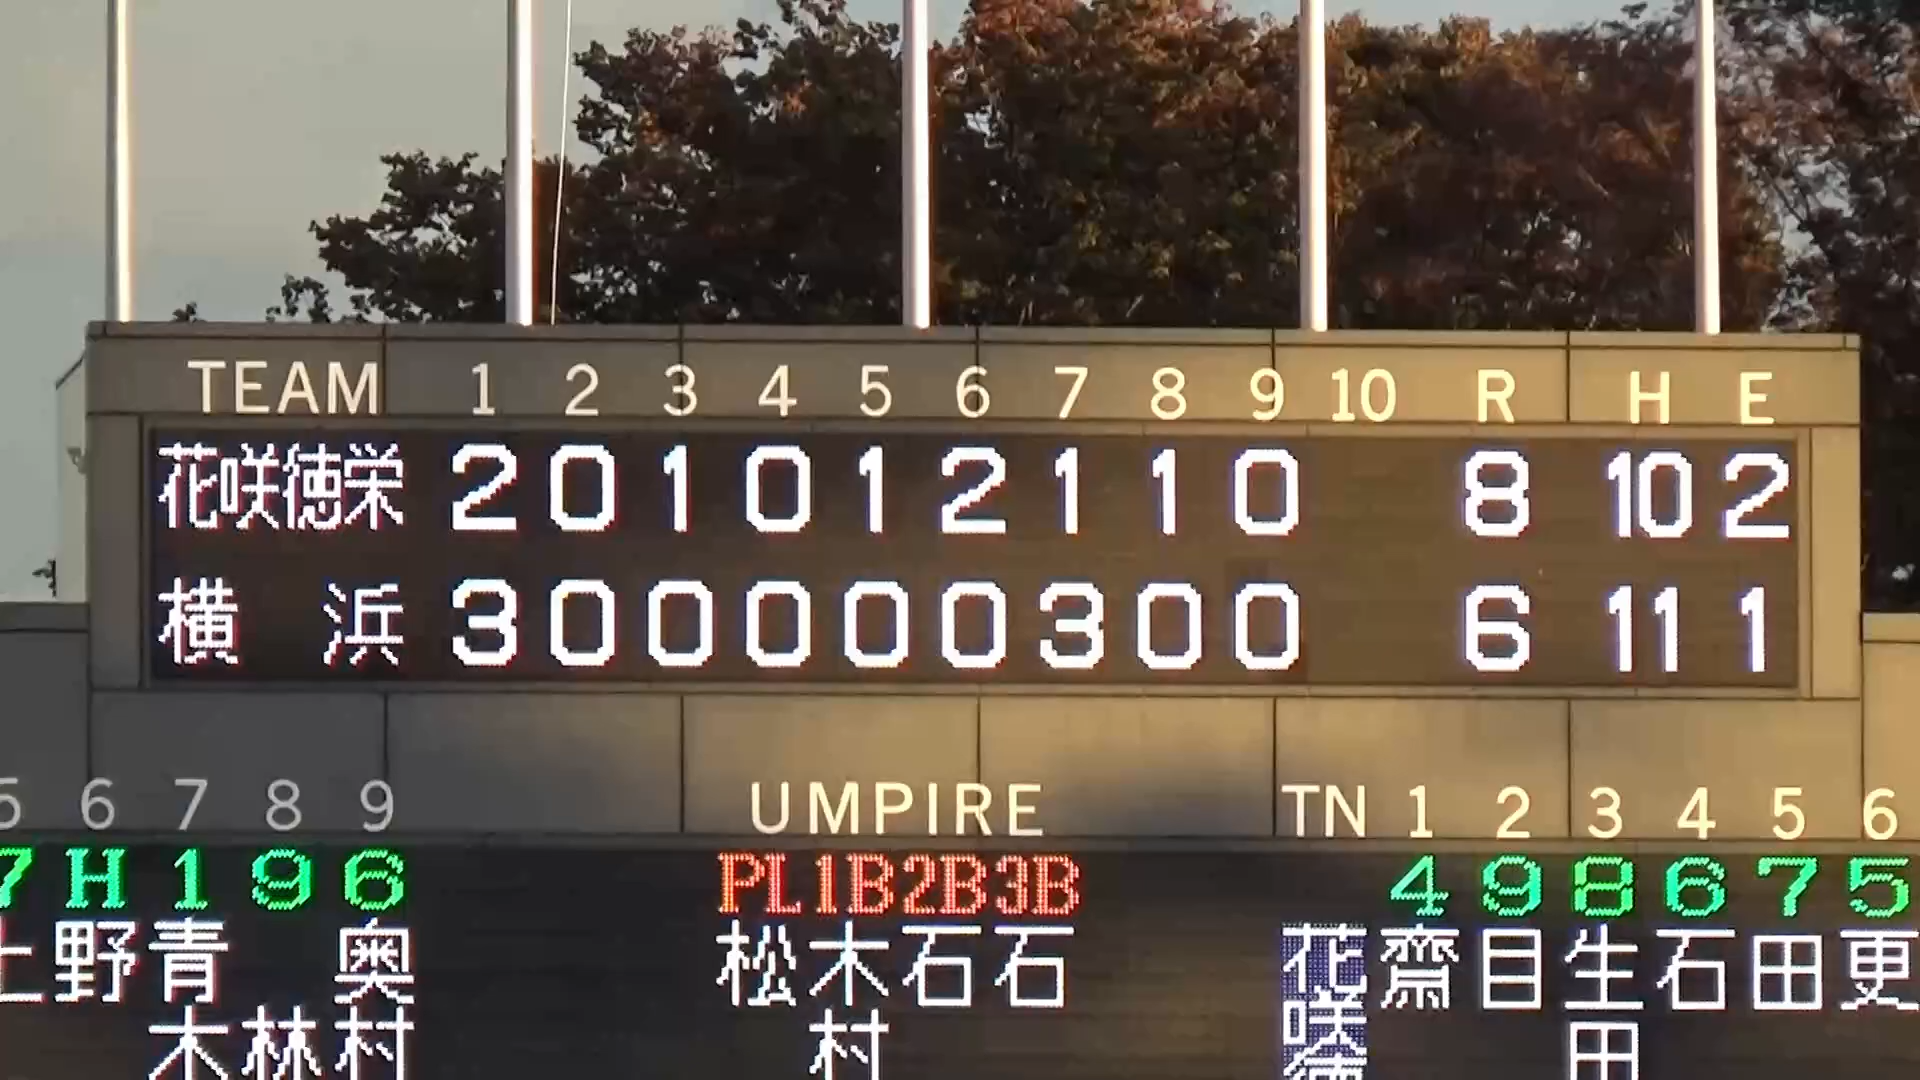 TEAM 1 2 3 4 5 6 7 8 9 10 R H E
花咲徳栄 2 0 1 0 1 2 1 1 0 8 10 2
横浜 3 0 0 0 0 0 3 0 0 6 11 1
6 7 8 9
7 H 1 9 6
上野 青木 林 奥村
UMPIRE
PL 1B 2B 3B
松 木村 石 石
TN 1 2 3 4 5 6
4 9 8 6 7 5
花咲徳 齋 目 生田 石 田 更